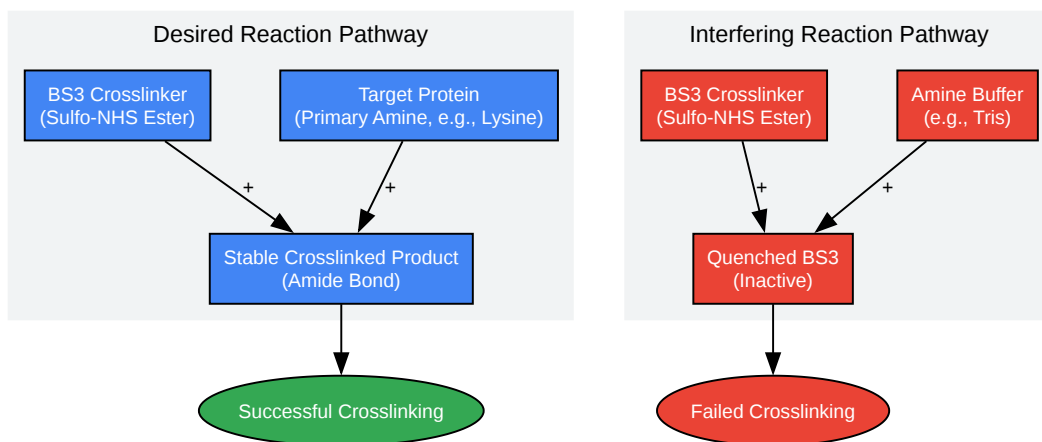 Desired Reaction Pathway
BS3 Crosslinker
(Sulfo-NHS Ester)
Target Protein
(Primary Amine, e.g., Lysine)
+
+
Stable Crosslinked Product
(Amide Bond)
Successful Crosslinking
Interfering Reaction Pathway
BS3 Crosslinker
(Sulfo-NHS Ester)
Amine Buffer
(e.g., Tris)
+
+
Quenched BS3
(Inactive)
Failed Crosslinking